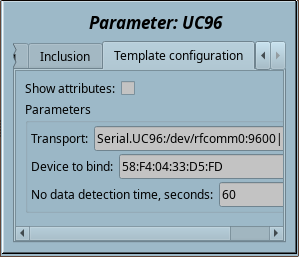 Parameter: UC96
Inclusion Template configuration
Show attributes:
Parameters
Transport: Serial.UC96:/dev/rfcomm0:9600|
Device to bind: 58:F4:04:33:D5:FD
No data detection time, seconds: 60